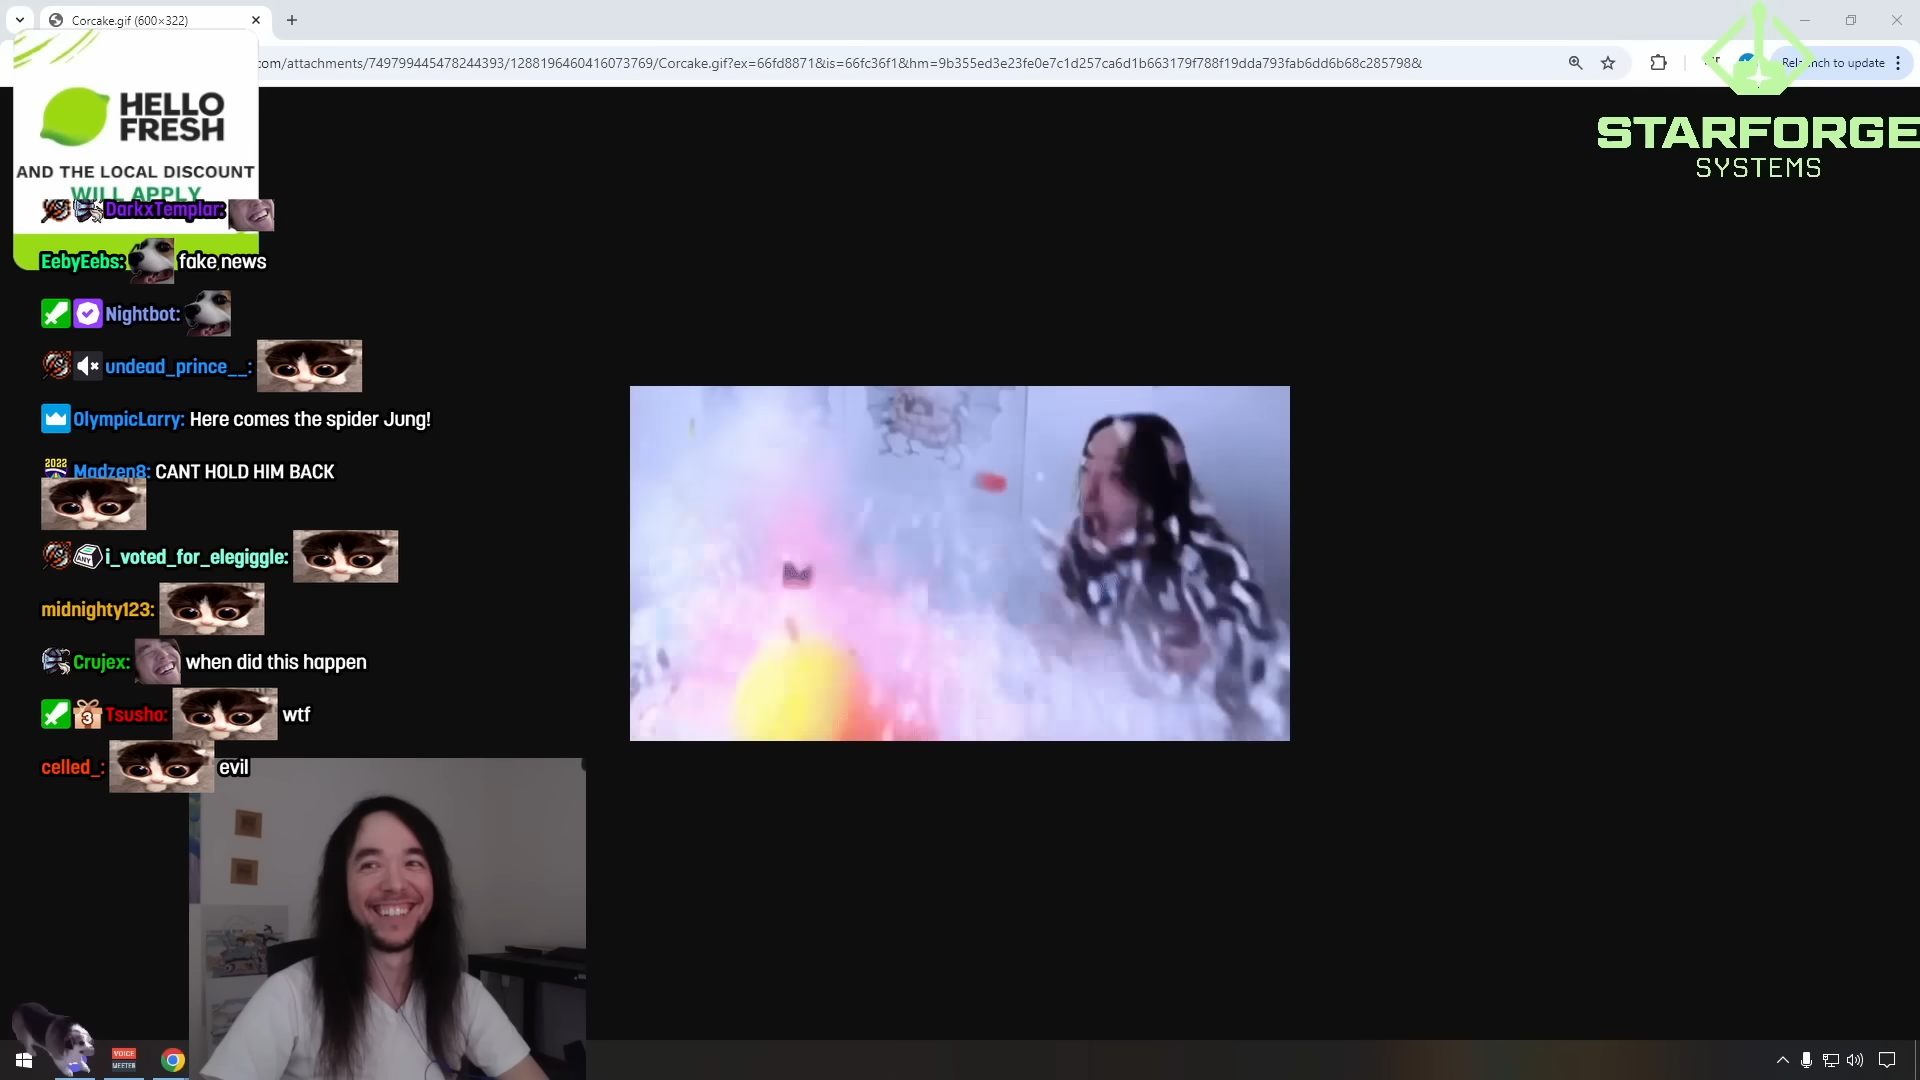 Corcake.gif (600×322)
com/attachments/749799445478244393/1288196460416073769/Corcake.gif?ex=66fd8871&is=66fc36f1&hm=9b355ed3e23fe0e7c1d257ca6d1b663179f788f19dda793fab6dd6b68c285798&
Relaunch to update
HELLO
FRESH
AND THE LOCAL DISCOUNT
WILL APPLY
STARFORGE
SYSTEMS
DarkxTemplar:
EebyEebs: fake news
Nightbot:
undead_prince__:
OlympicLarry: Here comes the spider Jung!
2022
Madzen8: CANT HOLD HIM BACK
ANY
i_voted_for_elegiggle:
midnighty123:
Crujex: when did this happen
3
Tsusho: wtf
celled_: evil
VOICE
MEETER